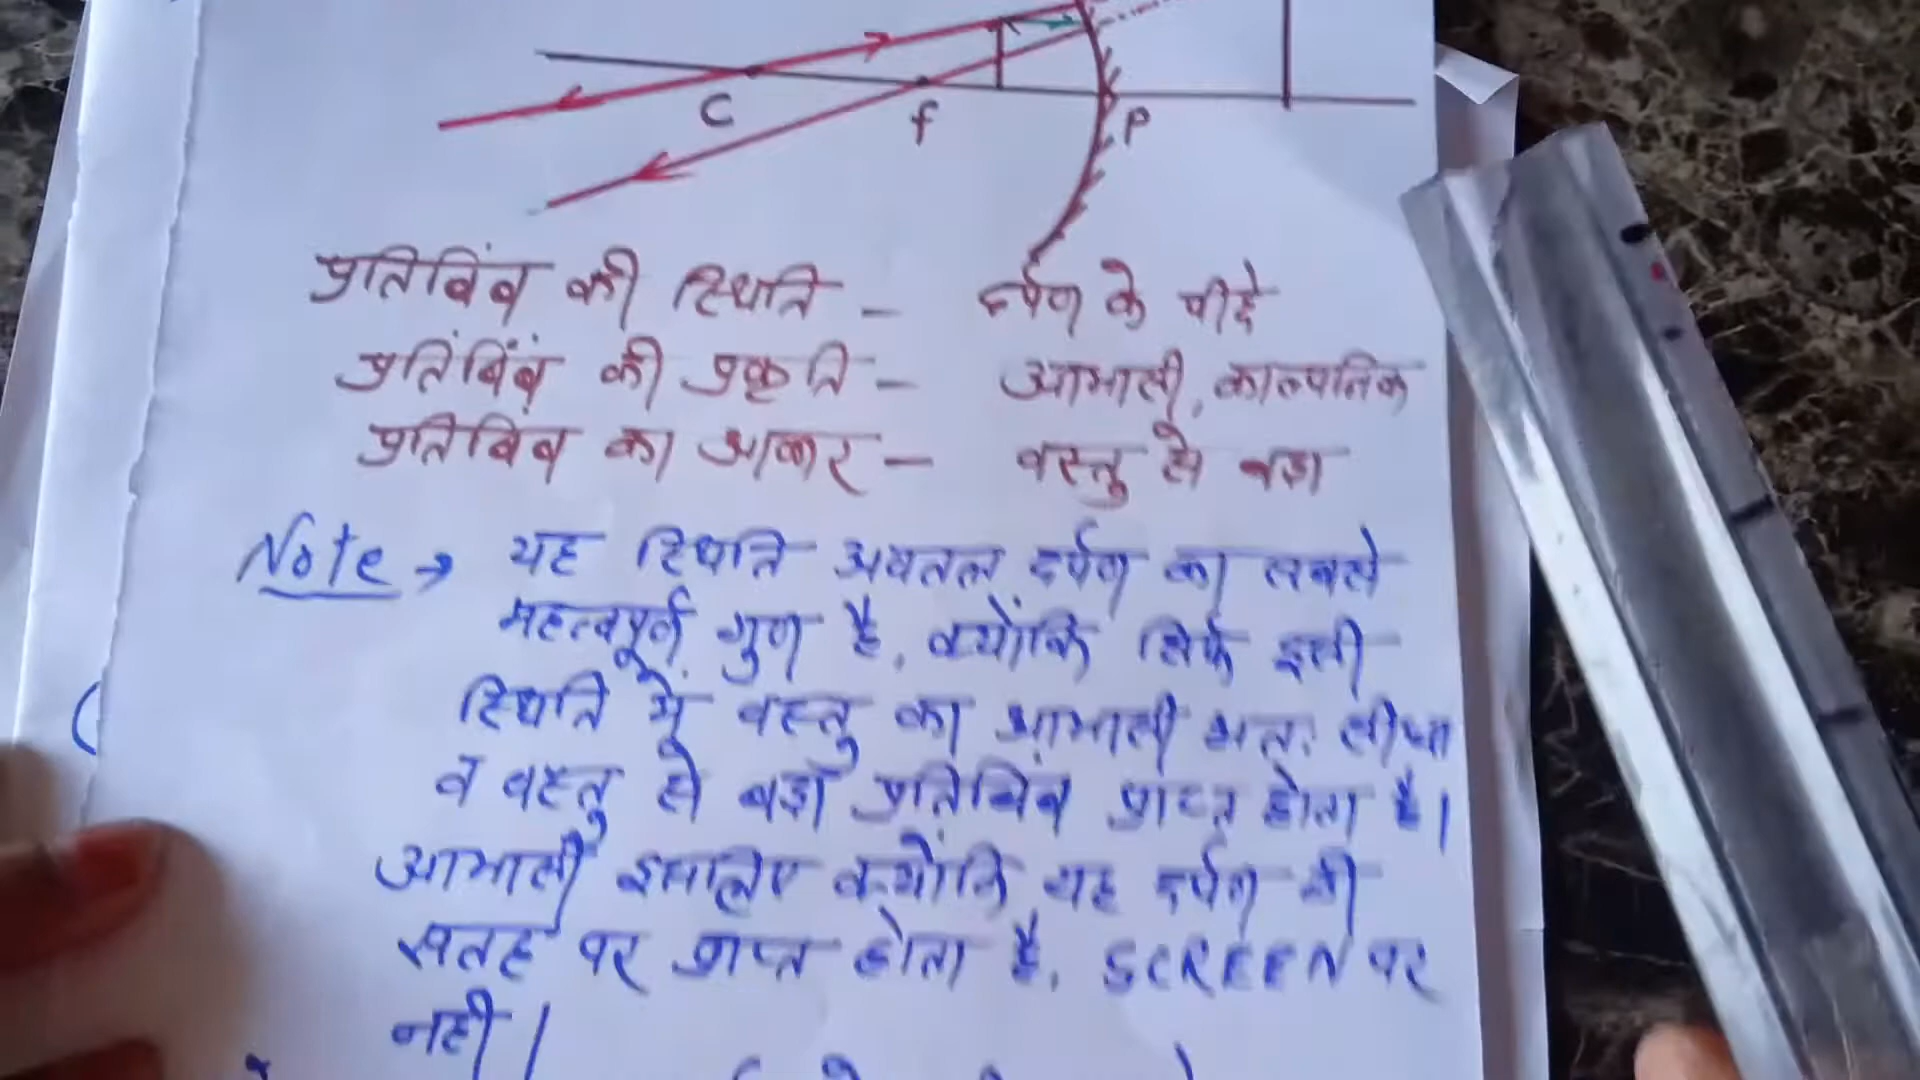 C f P
प्रतिबिंब की स्थिति - दर्पण के पीछे
प्रतिबिंब की प्रकृति - आभासी, काल्पनिक
प्रतिबिंब का आकार - वस्तु से बड़ा
Note → यह स्थिति अवतल दर्पण का सबसे
महत्वपूर्ण गुण है, क्योंकि सिर्फ इसी
स्थिति में वस्तु का आभासी अतः सीधा
व वस्तु से बड़ा प्रतिबिंब प्राप्त होता है।
आभासी इसलिए क्योंकि यह दर्पण की
सतह पर प्राप्त होता है, SCREEN पर
नही।